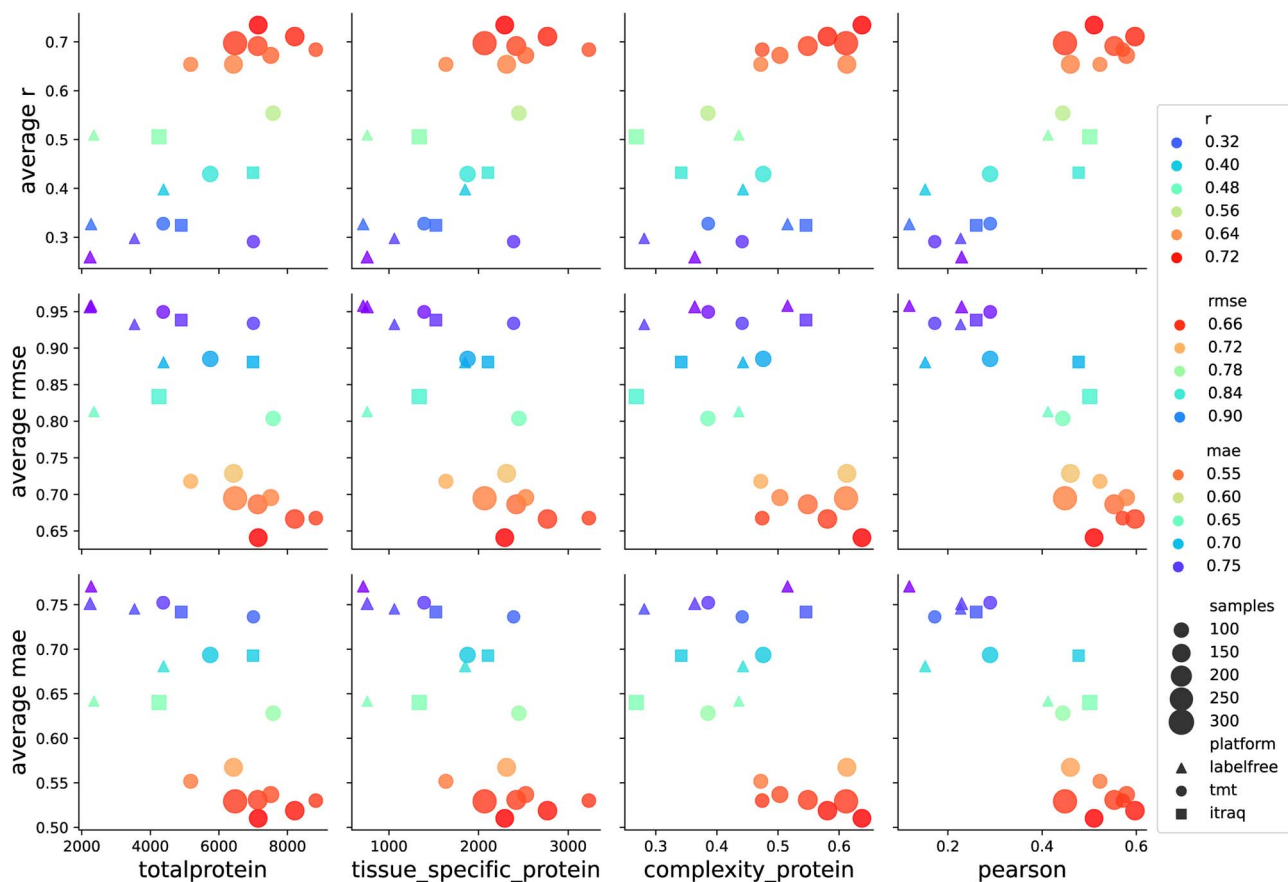 average r
0.7
0.6
0.5
0.4
0.3
average rmse
0.95
0.90
0.85
0.80
0.75
0.70
0.65
average mae
0.75
0.70
0.65
0.60
0.55
0.50
2000 4000 6000 8000
totalprotein
1000 2000 3000
tissue_specific_protein
0.3 0.4 0.5 0.6
complexity_protein
0.2 0.4 0.6
pearson
r
0.32
0.40
0.48
0.56
0.64
0.72
rmse
0.66
0.72
0.78
0.84
0.90
mae
0.55
0.60
0.65
0.70
0.75
samples
100
150
200
250
300
platform
labelfree
tmt
itraq